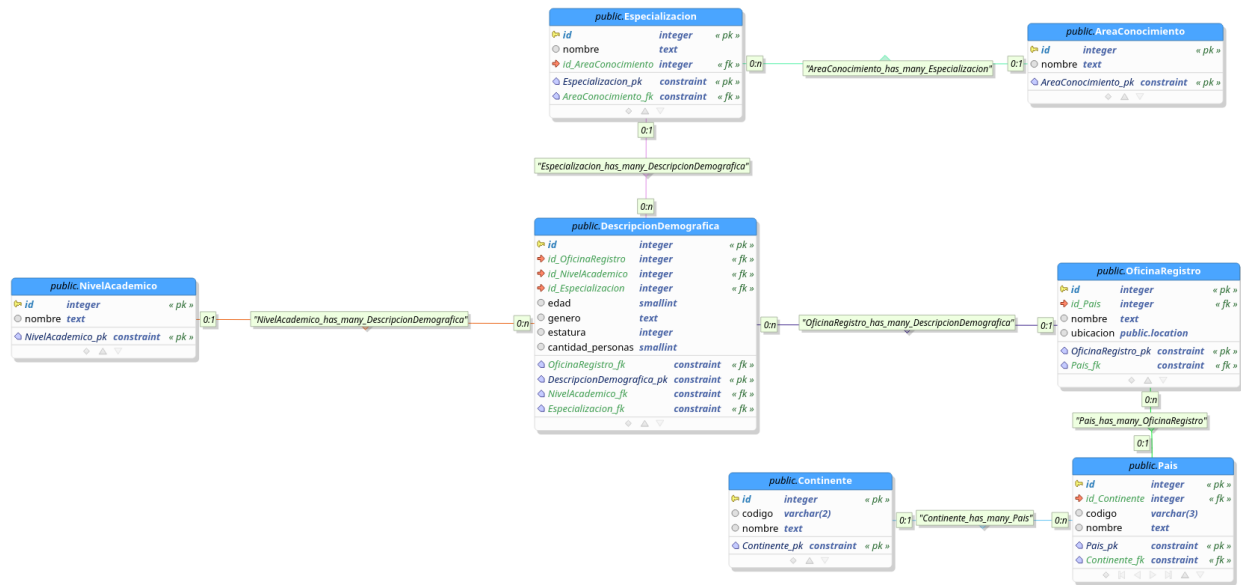 public.Especializacion
id integer « pk »
nombre text
id_AreaConocimiento integer « fk »
Especializacion_pk constraint « pk »
AreaConocimiento_fk constraint « fk »
0:n
"AreaConocimiento_has_many_Especializacion"
0:1
public.AreaConocimiento
id integer « pk »
nombre text
AreaConocimiento_pk constraint « pk »
0:1
"Especializacion_has_many_DescripcionDemografica"
0:n
public.DescripcionDemografica
id integer « pk »
id_OficinaRegistro integer « fk »
id_NivelAcademico integer « fk »
id_Especializacion integer « fk »
edad smallint
genero text
estatura integer
cantidad_personas smallint
OficinaRegistro_fk constraint « fk »
DescripcionDemografica_pk constraint « pk »
NivelAcademico_fk constraint « fk »
Especializacion_fk constraint « fk »
public.NivelAcademico
id integer « pk »
nombre text
NivelAcademico_pk constraint « pk »
0:1
"NivelAcademico_has_many_DescripcionDemografica"
0:n
0:n
"OficinaRegistro_has_many_DescripcionDemografica"
0:1
public.OficinaRegistro
id integer « pk »
id_Pais integer « fk »
nombre text
ubicacion public.location
OficinaRegistro_pk constraint « pk »
Pais_fk constraint « fk »
0:n
"Pais_has_many_OficinaRegistro"
0:1
public.Pais
id integer « pk »
id_Continente integer « fk »
codigo varchar(3)
nombre text
Pais_pk constraint « pk »
Continente_fk constraint « fk »
public.Continente
id integer « pk »
codigo varchar(2)
nombre text
Continente_pk constraint « pk »
0:1
"Continente_has_many_Pais"
0:n